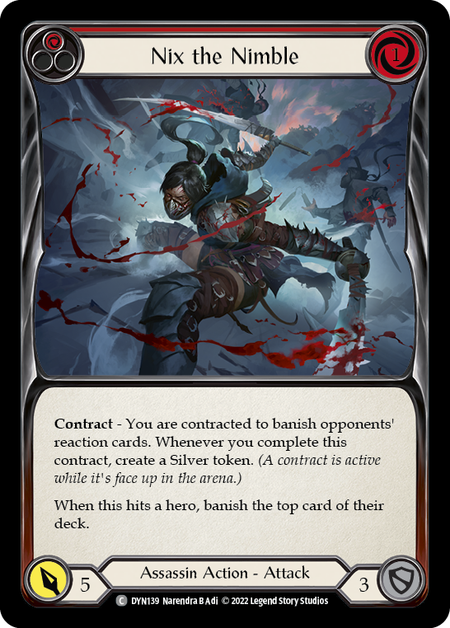 Nix the Nimble
1
Contract - You are contracted to banish opponents'
reaction cards. Whenever you complete this
contract, create a Silver token. (A contract is active
while it's face up in the arena.)
When this hits a hero, banish the top card of their
deck.
5
Assassin Action - Attack
3
C DYN139 Narendra B Adi © 2022 Legend Story Studios